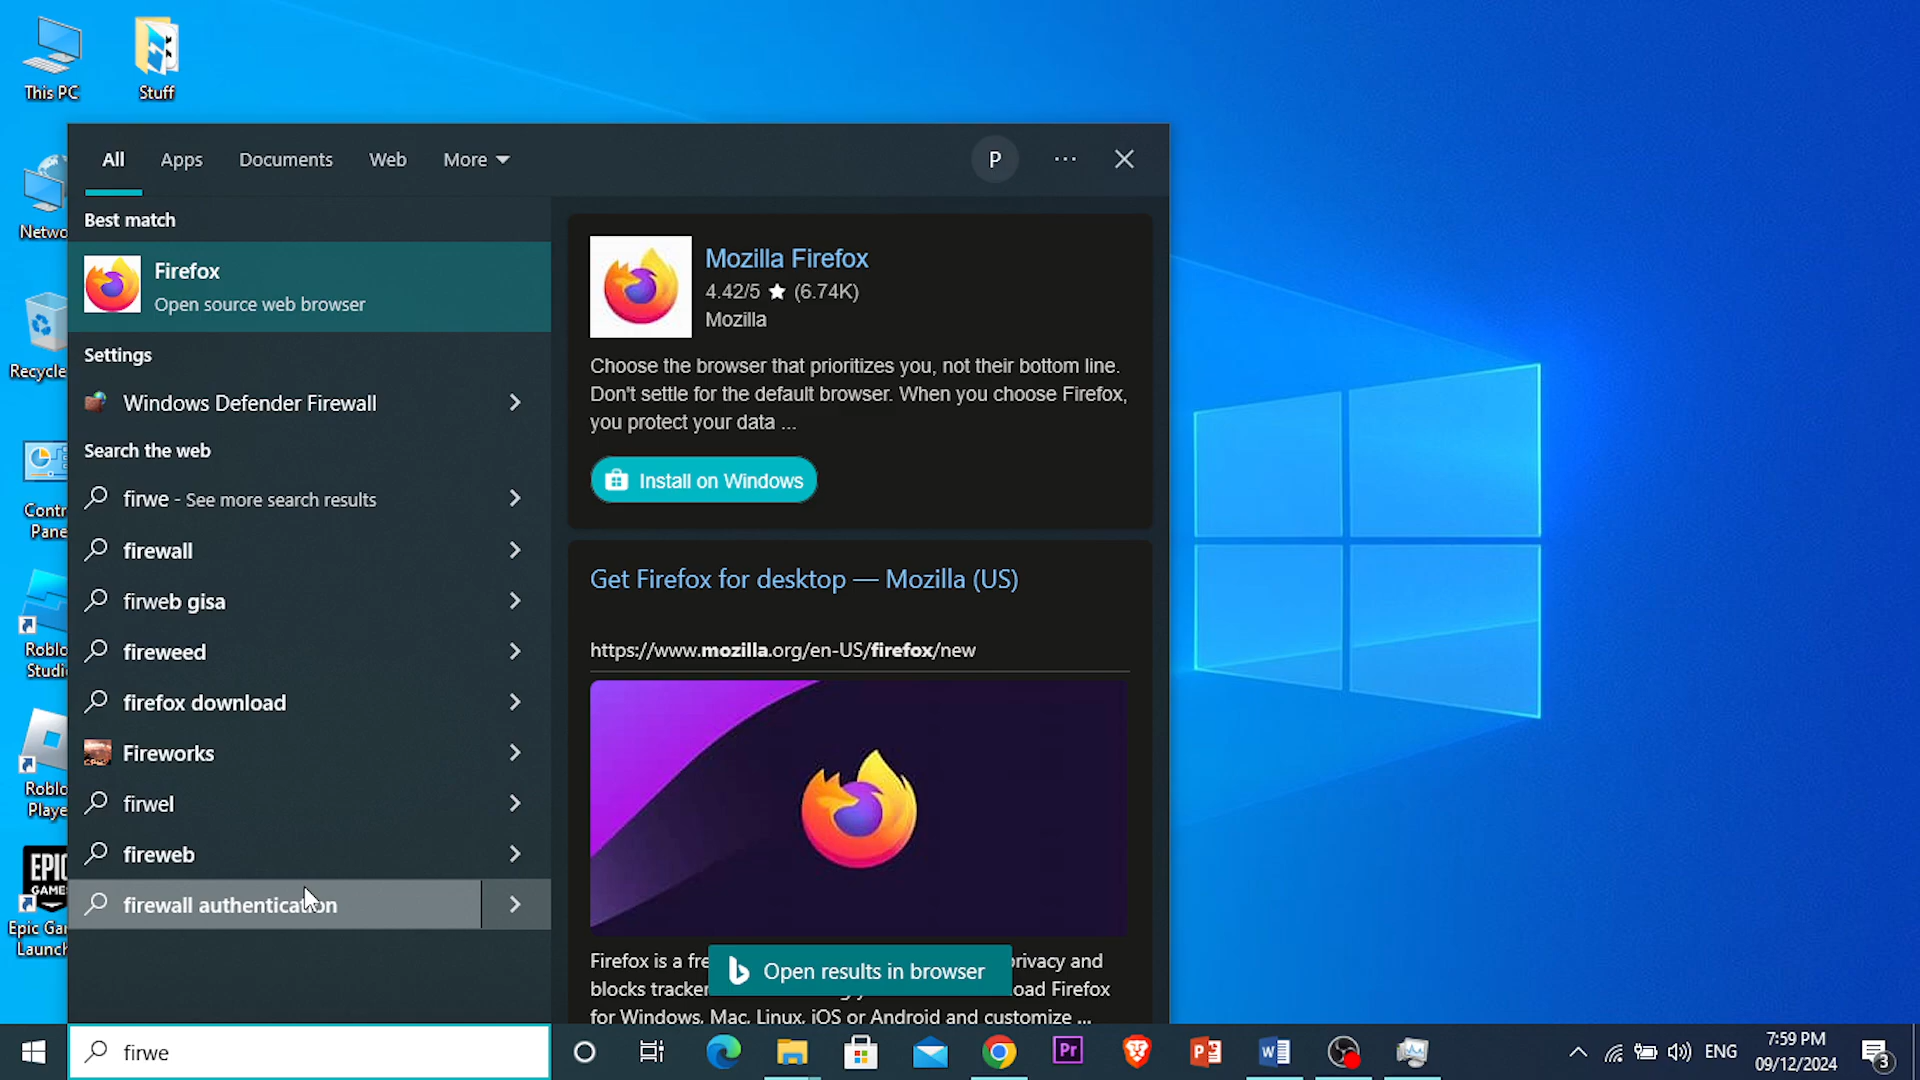 This PC
Stuff
All Apps Documents Web More
P
Best match
Firefox
Open source web browser
Settings
Windows Defender Firewall
Search the web
firwe - See more search results
firewall
firweb gisa
fireweed
firefox download
Fireworks
firwel
fireweb
firewall authentication
Mozilla Firefox
4.42/5 ★ (6.74K)
Mozilla
Choose the browser that prioritizes you, not their bottom line.
Don't settle for the default browser. When you choose Firefox,
you protect your data ...
Install on Windows
Get Firefox for desktop — Mozilla (US)
https://www.mozilla.org/en-US/firefox/new
Firefox is a fre
rivacy and
Open results in browser
blocks tracker
oad Firefox
for Windows, Mac, Linux, iOS or Android and customize ...
Netwo
Recycle
Contr
Pane
Roblo
Studi
Roblo
Playe
EPIC
GAMES
Epic Gar
Launch
firwe
Pr
P
W
ENG
7:59 PM
09/12/2024
3